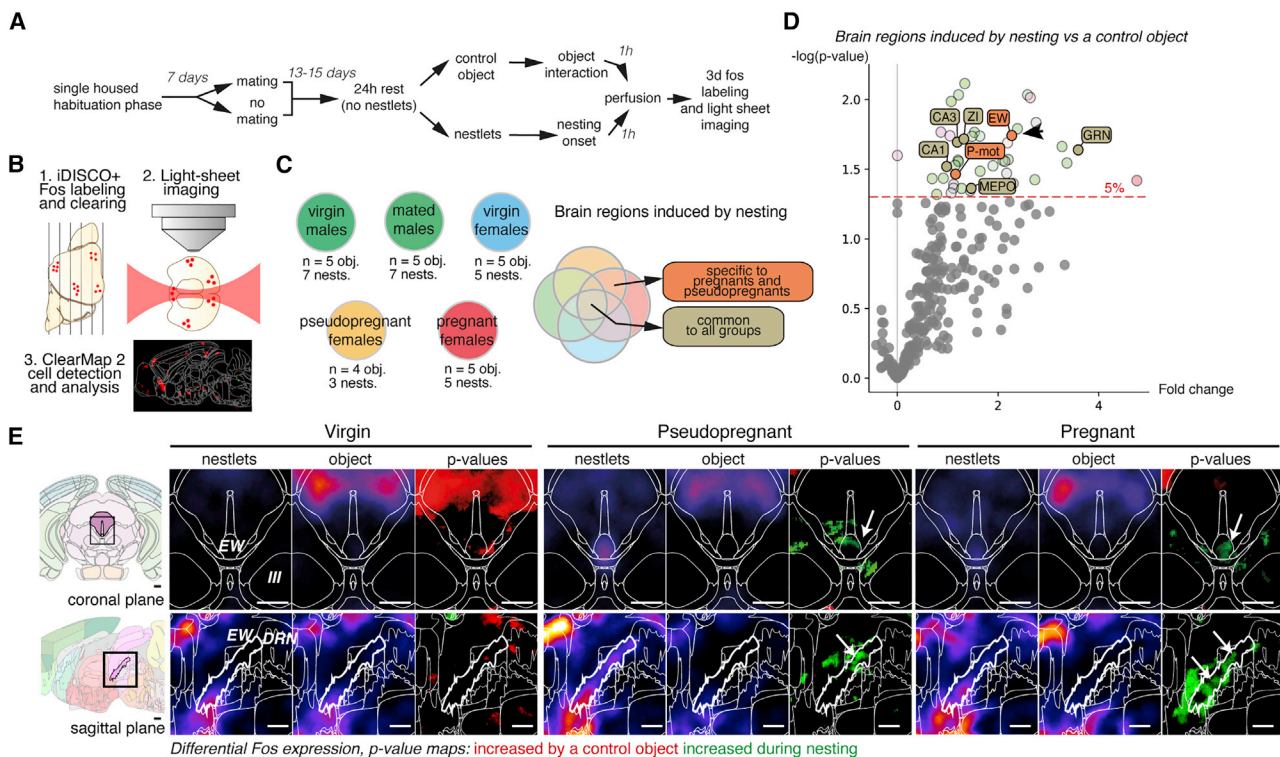 A
single housed
habituation phase
7 days
mating
no
mating
13-15 days
24h rest
(no nestlets)
control
object
object
interaction
1h
nestlets
nesting
onset
1h
perfusion
3d fos
labeling
and light sheet
imaging
B
1. iDISCO+
Fos labeling
and clearing
2. Light-sheet
imaging
3. ClearMap 2
cell detection
and analysis
C
virgin
males
n = 5 obj.
7 nests.
mated
males
n = 5 obj.
7 nests.
virgin
females
n = 5 obj.
5 nests.
pseudopregnant
females
n = 4 obj.
3 nests.
pregnant
females
n = 5 obj.
5 nests.
Brain regions induced by nesting
specific to
pregnants and
pseudopregnants
common
to all groups
D
Brain regions induced by nesting vs a control object
-log(p-value)
2.0
1.5
1.0
0.5
0.0
CA3
ZI
EW
CA1
P-mot
MEPO
GRN
5%
0
2
4
Fold change
E
Virgin
Pseudopregnant
Pregnant
nestlets
object
p-values
nestlets
object
p-values
nestlets
object
p-values
EW
III
coronal plane
EW
DRN
sagittal plane
Differential Fos expression, p-value maps: increased by a control object increased during nesting